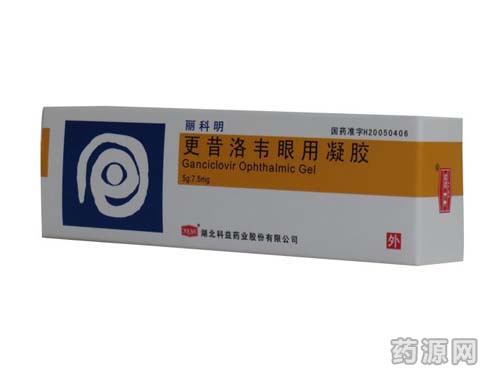 丽科明
国药准字H20050406
更昔洛韦眼用凝胶
Ganciclovir Ophthalmic Gel
5g:7.5mg
湖北科益药业股份有限公司
外
药源网